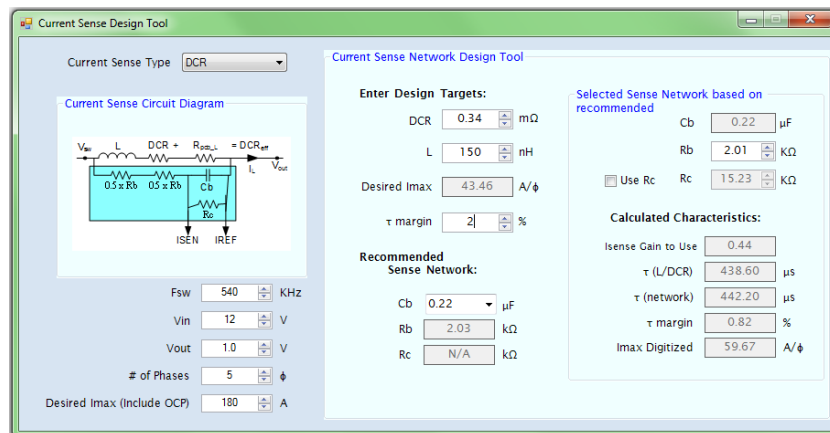 Current Sense Design Tool
Current Sense Type DCR
Current Sense Circuit Diagram
Vsw L DCR + Rpcb_L = DCReff
IL Vout
0.5 x Rb 0.5 x Rb Cb
Rc
ISEN IREF
Fsw 540 KHz
Vin 12 V
Vout 1.0 V
# of Phases 5 ϕ
Desired Imax (Include OCP) 180 A
Current Sense Network Design Tool
Enter Design Targets:
DCR 0.34 mΩ
L 150 nH
Desired Imax 43.46 A/ϕ
τ margin 2 %
Recommended
Sense Network:
Cb 0.22 µF
Rb 2.03 kΩ
Rc N/A kΩ
Selected Sense Network based on
recommended
Cb 0.22 µF
Rb 2.01 KΩ
Use Rc Rc 15.23 KΩ
Calculated Characteristics:
Isense Gain to Use 0.44
τ (L/DCR) 438.60 µs
τ (network) 442.20 µs
τ margin 0.82 %
Imax Digitized 59.67 A/ϕ